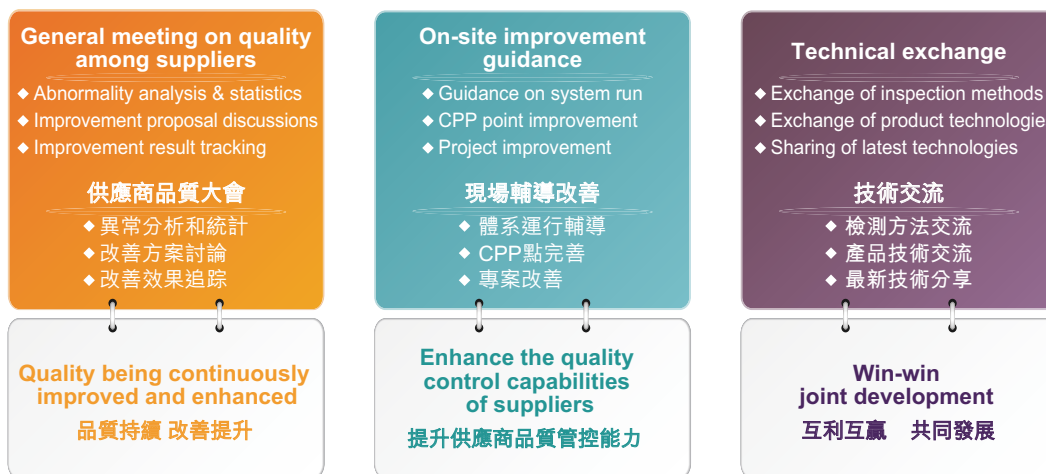 General meeting on quality
among suppliers
◆ Abnormality analysis & statistics
◆ Improvement proposal discussions
◆ Improvement result tracking
供應商品質大會
◆ 異常分析和統計
◆ 改善方案討論
◆ 改善效果追踪
Quality being continuously
improved and enhanced
品質持續 改善提升
On-site improvement
guidance
◆ Guidance on system run
◆ CPP point improvement
◆ Project improvement
現場輔導改善
◆ 體系運行輔導
◆ CPP點完善
◆ 專案改善
Enhance the quality
control capabilities
of suppliers
提升供應商品質管控能力
Technical exchange
◆ Exchange of inspection methods
◆ Exchange of product technologie
◆ Sharing of latest technologies
技術交流
◆ 檢測方法交流
◆ 產品技術交流
◆ 最新技術分享
Win-win
joint development
互利互贏 共同發展